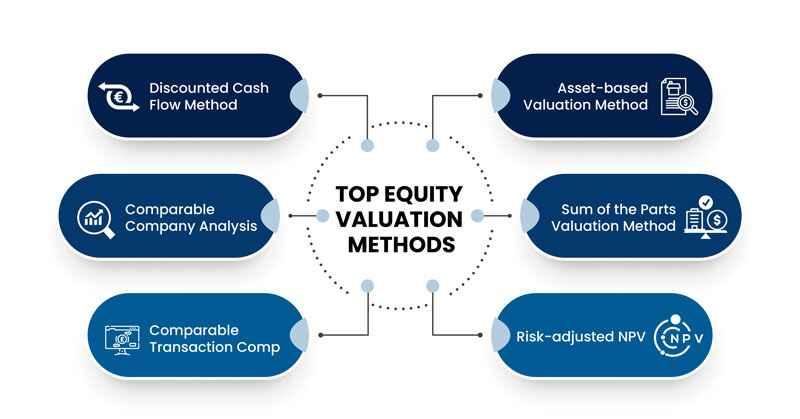 Discounted Cash
Flow Method
Asset-based
Valuation Method
Comparable
Company Analysis
TOP EQUITY
VALUATION
METHODS
Sum of the Parts
Valuation Method
Comparable
Transaction Comp
Risk-adjusted NPV
NPV